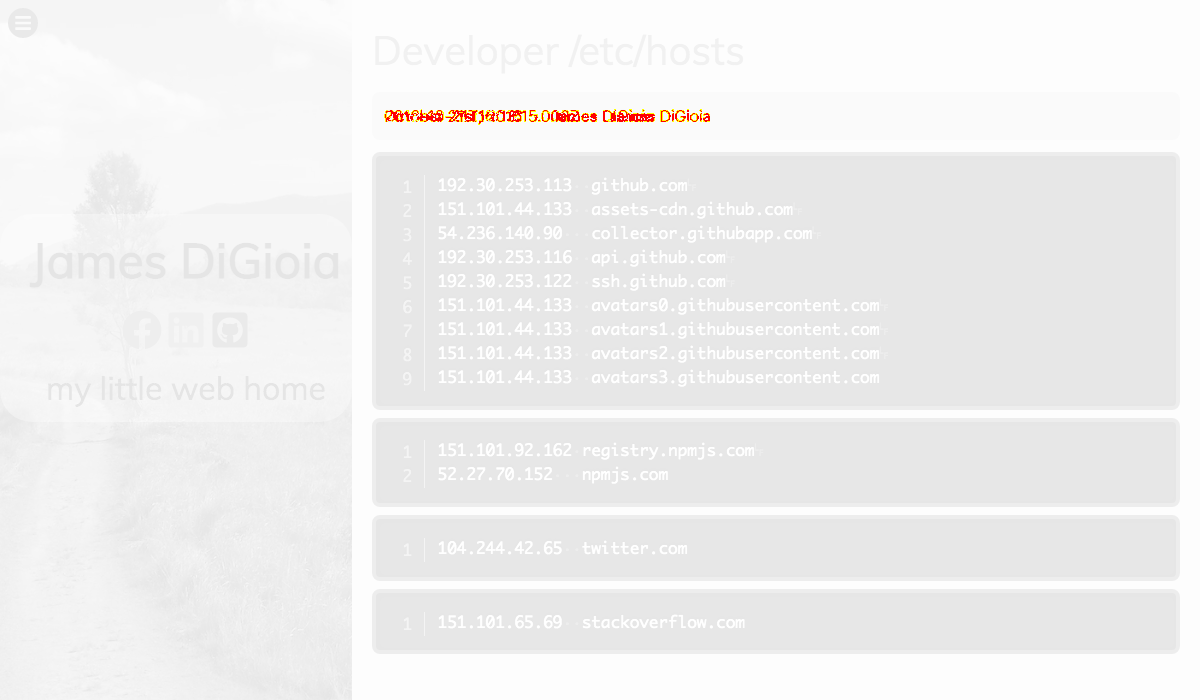 James DiGioia
my little web home
Developer /etc/hosts
James DiGioia
1 192.30.253.113 github.com
2 151.101.44.133 assets-cdn.github.com
3 54.236.140.90 collector.githubapp.com
4 192.30.253.116 api.github.com
5 192.30.253.122 ssh.github.com
6 151.101.44.133 avatars0.githubusercontent.com
7 151.101.44.133 avatars1.githubusercontent.com
8 151.101.44.133 avatars2.githubusercontent.com
9 151.101.44.133 avatars3.githubusercontent.com
1 151.101.92.162 registry.npmjs.com
2 52.27.70.152 npmjs.com
1 104.244.42.65 twitter.com
1 151.101.65.69 stackoverflow.com